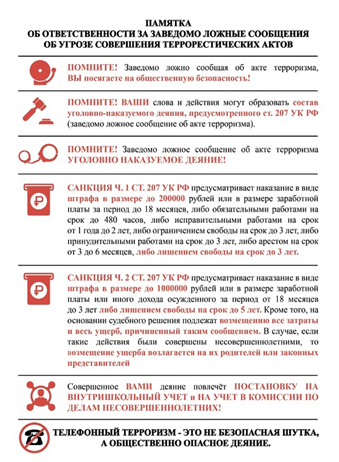 ПАМЯТКА
ОБ ОТВЕТСТВЕННОСТИ ЗА ЗАВЕДОМО ЛОЖНЫЕ СООБЩЕНИЯ
ОБ УГРОЗЕ СОВЕРШЕНИЯ ТЕРРОРЕСТИЧЕСКИХ АКТОВ
ПОМНИТЕ! Заведомо ложно сообщая об акте терроризма,
ВЫ посягаете на общественную безопасность!
ПОМНИТЕ! ВАШИ слова и действия могут образовать состав
уголовно-наказуемого деяния, предусмотренного ст. 207 УК РФ
(заведомо ложное сообщение об акте терроризма).
ПОМНИТЕ! Заведомо ложное сообщение об акте терроризма
УГОЛОВНО НАКАЗУЕМОЕ ДЕЯНИЕ!
САНКЦИЯ Ч. 1 СТ. 207 УК РФ предусматривает наказание в виде
штрафа в размере до 200000 рублей или в размере заработной
платы за период до 18 месяцев, либо обязательными работами на
срок до 480 часов, либо исправительными работами на срок
от 1 года до 2 лет, либо ограничением свободы на срок до 3 лет, либо
принудительными работами на срок до 3 лет, либо арестом на срок
от 3 до 6 месяцев, либо лишением свободы на срок до 3 лет.
САНКЦИЯ Ч. 2 СТ. 207 УК РФ предусматривает наказание в виде
штрафа в размере до 1000000 рублей или в размере заработной
платы или иного дохода осужденного за период от 18 месяцев
до 3 лет либо лишением свободы на срок до 5 лет. Кроме того, на
основании судебного решения подлежат возмещению все затраты
и весь ущерб, причиненный таким сообщением. В случае, если
такие действия были совершены несовершеннолетними, то
возмещение ущерба возлагается на их родителей или законных
представителей
Совершенное ВАМИ деяние повлечёт ПОСТАНОВКУ НА
ВНУТРИШКОЛЬНЫЙ УЧЕТ и НА УЧЕТ В КОМИССИИ ПО
ДЕЛАМ НЕСОВЕРШЕННОЛЕТНИХ!
ТЕЛЕФОННЫЙ ТЕРРОРИЗМ - ЭТО НЕ БЕЗОПАСНАЯ ШУТКА,
А ОБЩЕСТВЕННО ОПАСНОЕ ДЕЯНИЕ.